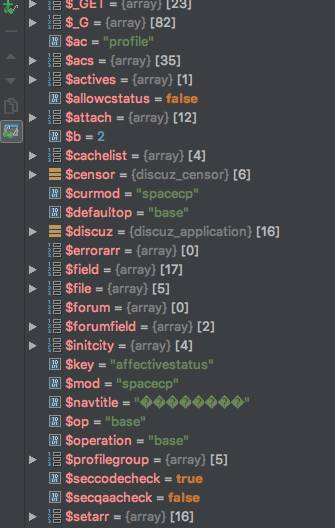 $_GET = {array} [23]
$_G = {array} [82]
$ac = "profile"
$acs = {array} [35]
$actives = {array} [1]
$allowcstatus = false
$attach = {array} [12]
$b = 2
$cachelist = {array} [4]
$censor = {discuz_censor} [6]
$curmod = "spacecp"
$defaultop = "base"
$discuz = {discuz_application} [16]
$errorarr = {array} [0]
$field = {array} [17]
$file = {array} [5]
$forum = {array} [0]
$forumfield = {array} [2]
$initcity = {array} [4]
$key = "affectivestatus"
$mod = "spacecp"
$navtitle = "��������"
$op = "base"
$operation = "base"
$profilegroup = {array} [5]
$seccodecheck = true
$secqaacheck = false
$setarr = {array} [16]